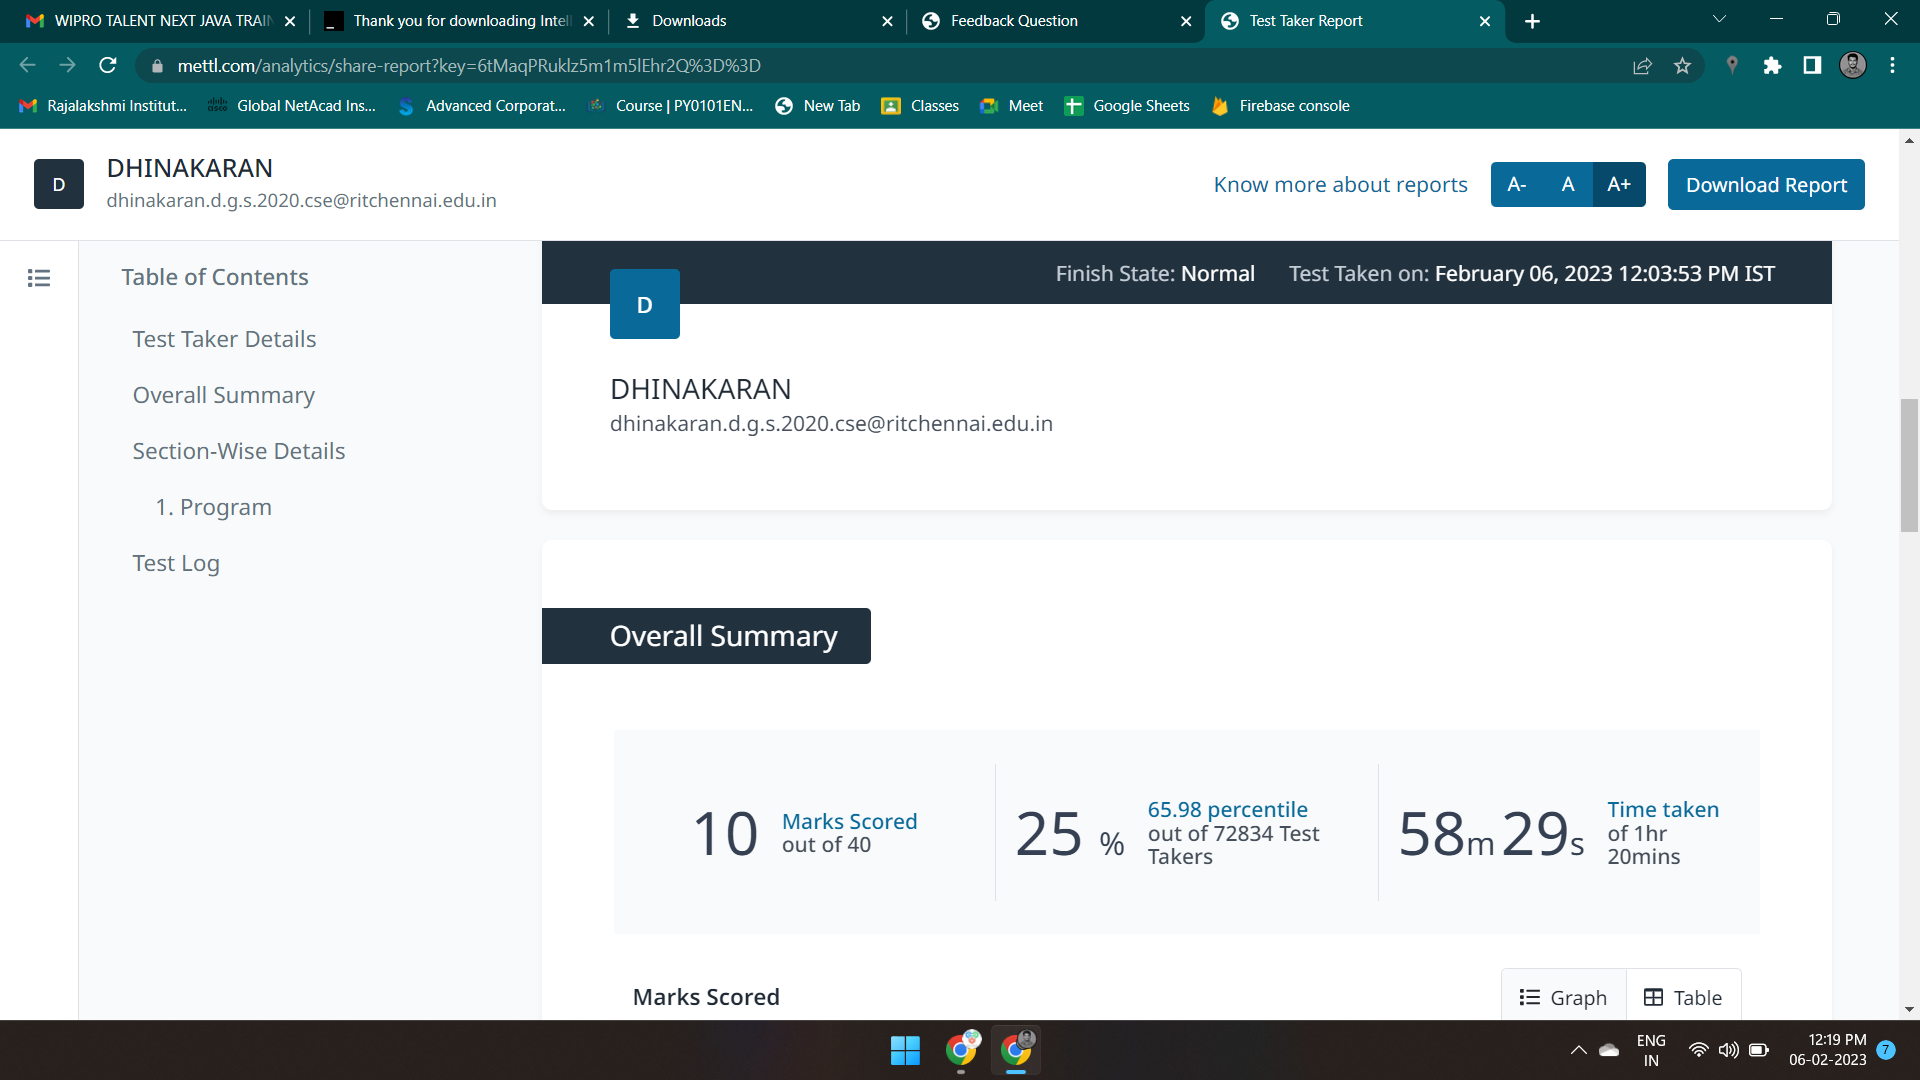 WIPRO TALENT NEXT JAVA TRAIN
Thank you for downloading Intell
Downloads
Feedback Question
Test Taker Report
mettl.com/analytics/share-report?key=6tMaqPRuklz5m1m5lEhr2Q%3D%3D
Rajalakshmi Institut...
Global NetAcad Ins...
Advanced Corporat...
Course | PY0101EN...
New Tab
Classes
Meet
Google Sheets
Firebase console
D
DHINAKARAN
dhinakaran.d.g.s.2020.cse@ritchennai.edu.in
Know more about reports
A- A A+
Download Report
Table of Contents
Test Taker Details
Overall Summary
Section-Wise Details
1. Program
Test Log
Finish State: Normal
Test Taken on: February 06, 2023 12:03:53 PM IST
D
DHINAKARAN
dhinakaran.d.g.s.2020.cse@ritchennai.edu.in
Overall Summary
10
Marks Scored
out of 40
25 %
65.98 percentile
out of 72834 Test
Takers
58m 29s
Time taken
of 1hr
20mins
Marks Scored
Graph
Table
ENG
IN
12:19 PM
06-02-2023
7